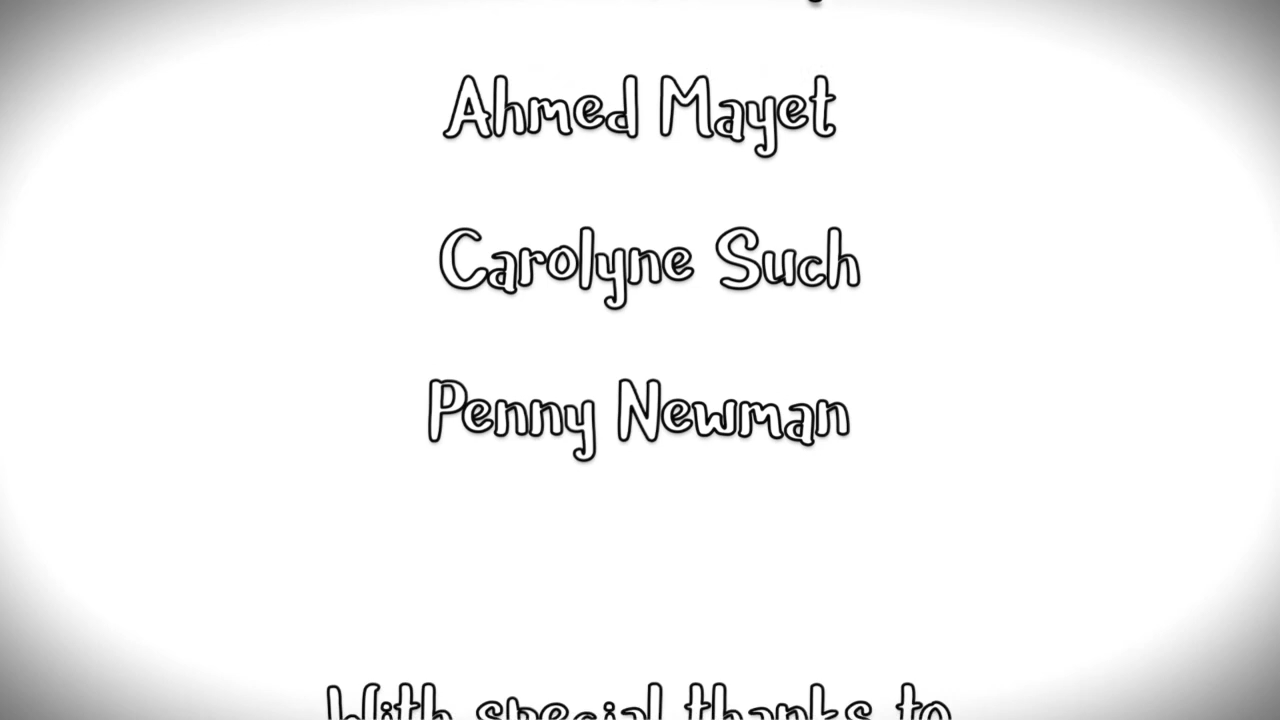 Ahmed Mayet
Carolyne Such
Penny Newman
With special thanks to